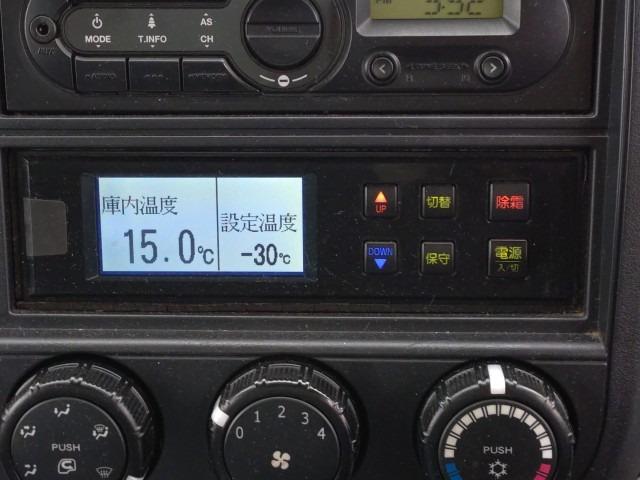 AS
MODE T.INFO CH
PM
庫内温度
15.0℃
設定温度
-30℃
UP
切替
除霜
DOWN
保守
電源
入/切
PUSH
0 1 2 3 4
PUSH